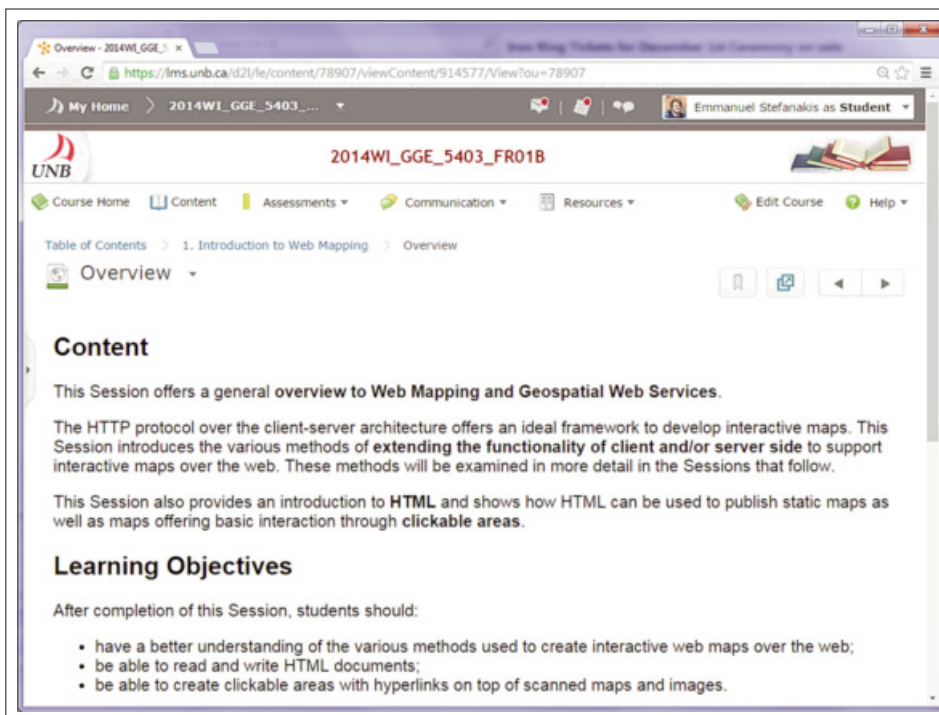 Overview - 2014WI_GGE_5
Iron Ring Tickets for December 1st Ceremony on sale
https://lms.unb.ca/d2l/le/content/78907/viewContent/914577/View?ou=78907
My Home 2014WI_GGE_5403_... Emmanuel Stefanakis as Student
UNB 2014WI_GGE_5403_FR01B
Course Home Content Assessments Communication Resources Edit Course Help
Table of Contents 1. Introduction to Web Mapping Overview
Overview
Content
This Session offers a general overview to Web Mapping and Geospatial Web Services.
The HTTP protocol over the client-server architecture offers an ideal framework to develop interactive maps. This
Session introduces the various methods of extending the functionality of client and/or server side to support
interactive maps over the web. These methods will be examined in more detail in the Sessions that follow.
This Session also provides an introduction to HTML and shows how HTML can be used to publish static maps as
well as maps offering basic interaction through clickable areas.
Learning Objectives
After completion of this Session, students should:
• have a better understanding of the various methods used to create interactive web maps over the web;
• be able to read and write HTML documents;
• be able to create clickable areas with hyperlinks on top of scanned maps and images.